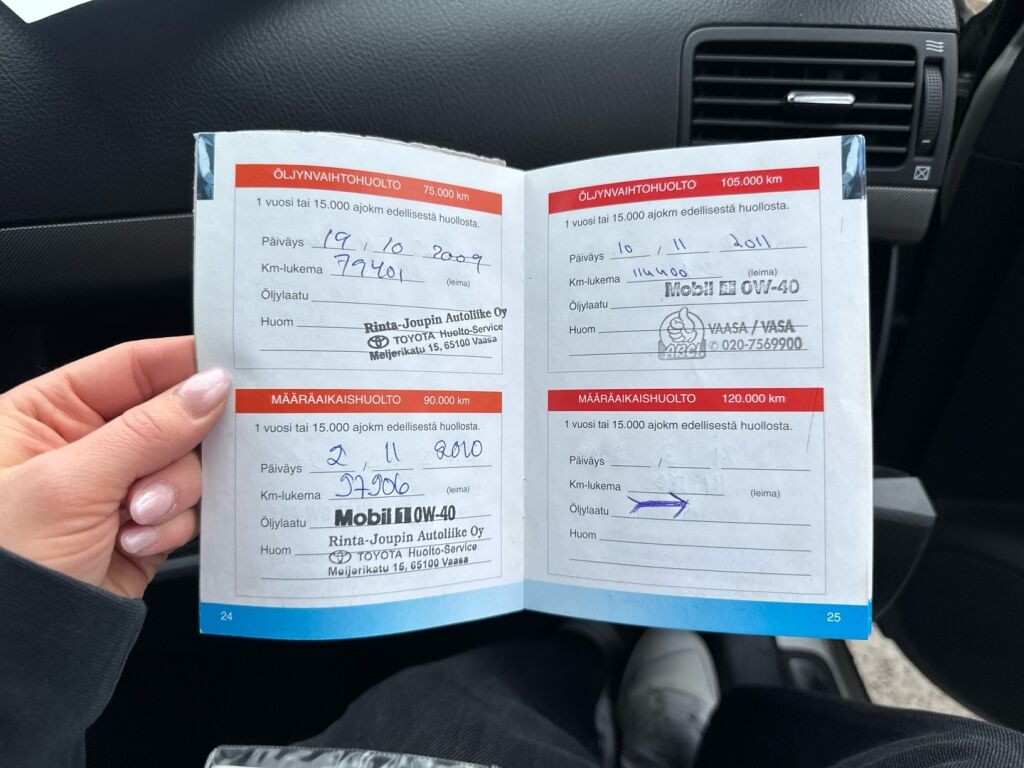 ÖLJYNVAIHTOHUOLTO 75.000 km
1 vuosi tai 15.000 ajokm edellisestä huollosta.
Päiväys 19 , 10 2009
Km-lukema 79401 (leima)
Öljylaatu
Huom
Rinta-Joupin Autoliike Oy
TOYOTA Huolto-Service
Meijerikatu 15, 65100 Vaasa
MÄÄRÄAIKAISHUOLTO 90.000 km
1 vuosi tai 15.000 ajokm edellisestä huollosta.
Päiväys 2 , 11 2010
Km-lukema 97906 (leima)
Öljylaatu Mobil 1 0W-40
Huom Rinta-Joupin Autoliike Oy
TOYOTA Huolto-Service
Meijerikatu 15, 65100 Vaasa
24
ÖLJYNVAIHTOHUOLTO 105.000 km
1 vuosi tai 15.000 ajokm edellisestä huollosta.
Päiväys 10 , 11 2011
Km-lukema 114400 (leima)
Öljylaatu Mobil 1 0W-40
Huom
ABC!
VAASA / VASA
020-7569900
MÄÄRÄAIKAISHUOLTO 120.000 km
1 vuosi tai 15.000 ajokm edellisestä huollosta.
Päiväys ,
Km-lukema (leima)
Öljylaatu
Huom
25